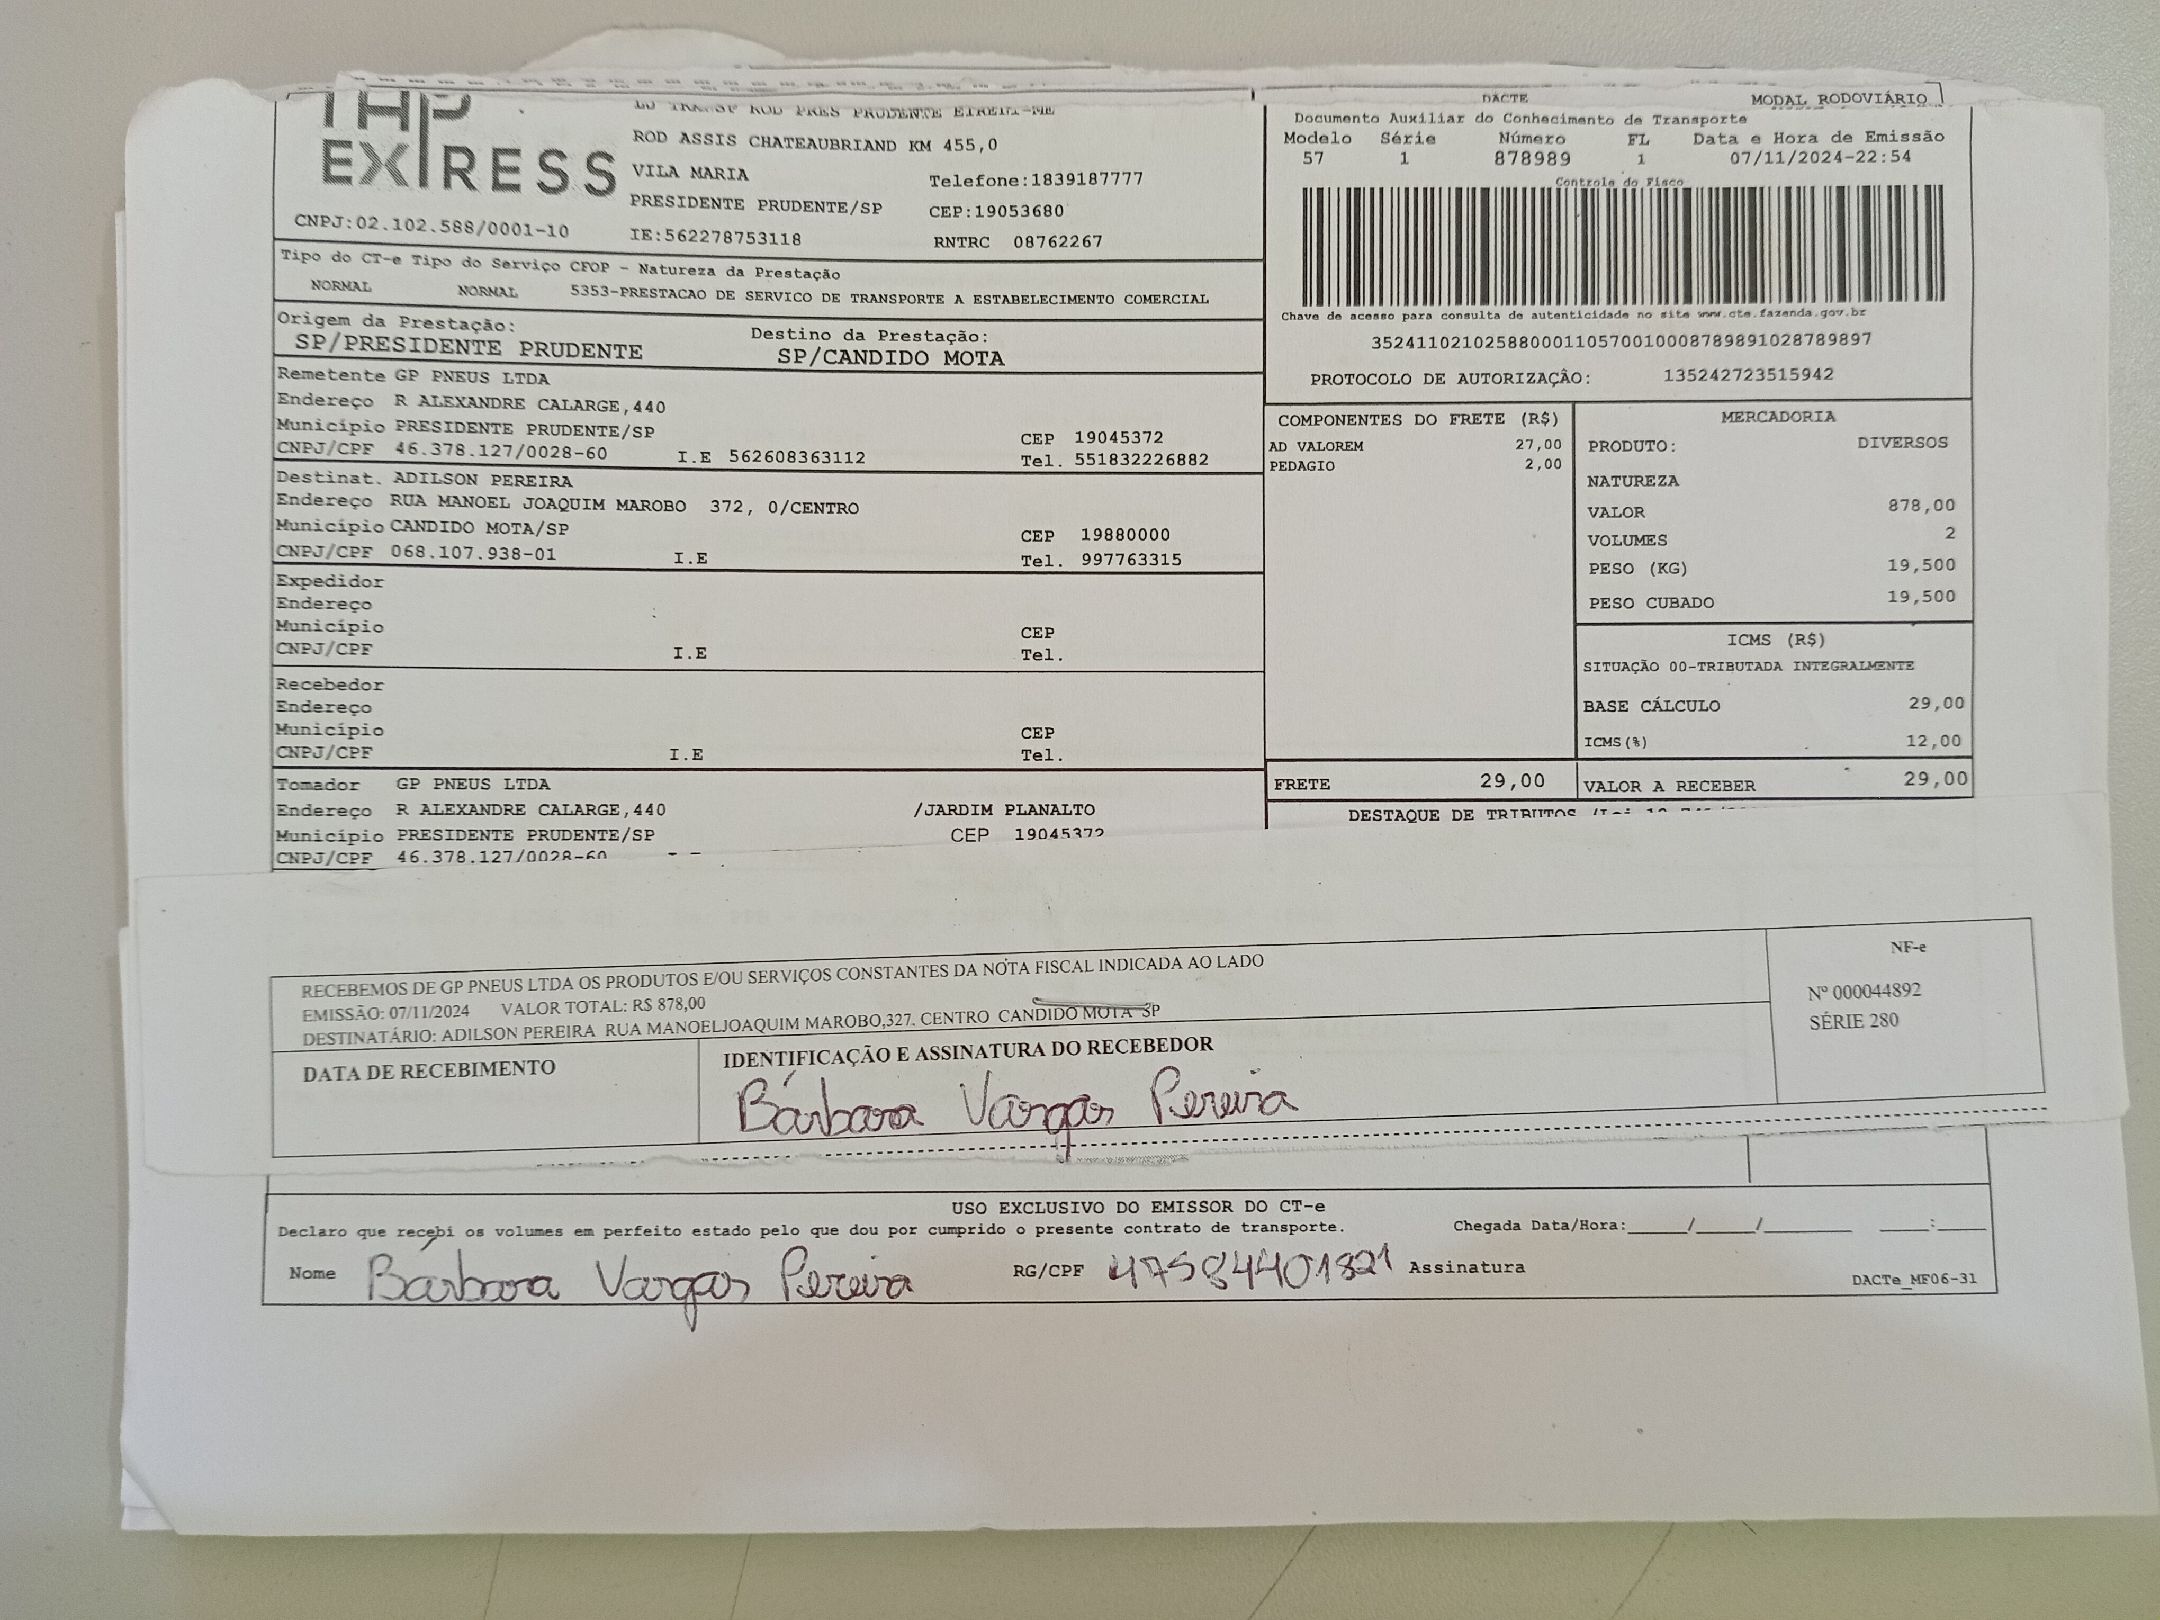 THP
EXPRESS
CNPJ:02.102.588/0001-10
TRANSP ROD PRES PRUDENTE EIRELI-ME
ROD ASSIS CHATEAUBRIAND KM 455,0
VILA MARIA Telefone:1839187777
PRESIDENTE PRUDENTE/SP CEP:19053680
IE:562278753118 RNTRC 08762267
DACTE MODAL RODOVIÁRIO
Documento Auxiliar do Conhecimento de Transporte
Modelo Série Número FL Data e Hora de Emissão
57 1 878989 1 07/11/2024-22:54
Controle do Fisco
Chave de acesso para consulta de autenticidade no site www.cte.fazenda.gov.br
35241102102588000110570010008789891028789897
PROTOCOLO DE AUTORIZAÇÃO: 135242723515942
Tipo do CT-e Tipo do Serviço CFOP - Natureza da Prestação
NORMAL NORMAL 5353-PRESTACAO DE SERVICO DE TRANSPORTE A ESTABELECIMENTO COMERCIAL
Origem da Prestação: Destino da Prestação:
SP/PRESIDENTE PRUDENTE SP/CANDIDO MOTA
Remetente GP PNEUS LTDA
Endereço R ALEXANDRE CALARGE,440
Município PRESIDENTE PRUDENTE/SP CEP 19045372
CNPJ/CPF 46.378.127/0028-60 I.E 562608363112 Tel. 551832226882
Destinat. ADILSON PEREIRA
Endereço RUA MANOEL JOAQUIM MAROBO 372, 0/CENTRO
Município CANDIDO MOTA/SP CEP 19880000
CNPJ/CPF 068.107.938-01 I.E Tel. 997763315
Expedidor
Endereço
Município CEP
CNPJ/CPF I.E Tel.
Recebedor
Endereço
Município CEP
CNPJ/CPF I.E Tel.
Tomador GP PNEUS LTDA
Endereço R ALEXANDRE CALARGE,440 /JARDIM PLANALTO
Município PRESIDENTE PRUDENTE/SP CEP 19045372
CNPJ/CPF 46.378.127/0028-60
COMPONENTES DO FRETE (R$)
AD VALOREM 27,00
PEDAGIO 2,00
MERCADORIA
PRODUTO: DIVERSOS
NATUREZA
VALOR 878,00
VOLUMES 2
PESO (KG) 19,500
PESO CUBADO 19,500
ICMS (R$)
SITUAÇÃO 00-TRIBUTADA INTEGRALMENTE
BASE CÁLCULO 29,00
ICMS(%) 12,00
FRETE 29,00 VALOR A RECEBER 29,00
DESTAQUE DE TRIBUTOS
RECEBEMOS DE GP PNEUS LTDA OS PRODUTOS E/OU SERVIÇOS CONSTANTES DA NOTA FISCAL INDICADA AO LADO
EMISSÃO: 07/11/2024 VALOR TOTAL: R$ 878,00
DESTINATÁRIO: ADILSON PEREIRA RUA MANOELJOAQUIM MAROBO,327. CENTRO CANDIDO MOTA SP
DATA DE RECEBIMENTO
IDENTIFICAÇÃO E ASSINATURA DO RECEBEDOR
Bárbara Vargas Pereira
NF-e
Nº 000044892
SÉRIE 280
USO EXCLUSIVO DO EMISSOR DO CT-e
Declaro que recebi os volumes em perfeito estado pelo que dou por cumprido o presente contrato de transporte. Chegada Data/Hora:_____/_____/_______ ____:____
Nome Bárbara Vargas Pereira RG/CPF 47584401821 Assinatura
DACTe_MF06-31